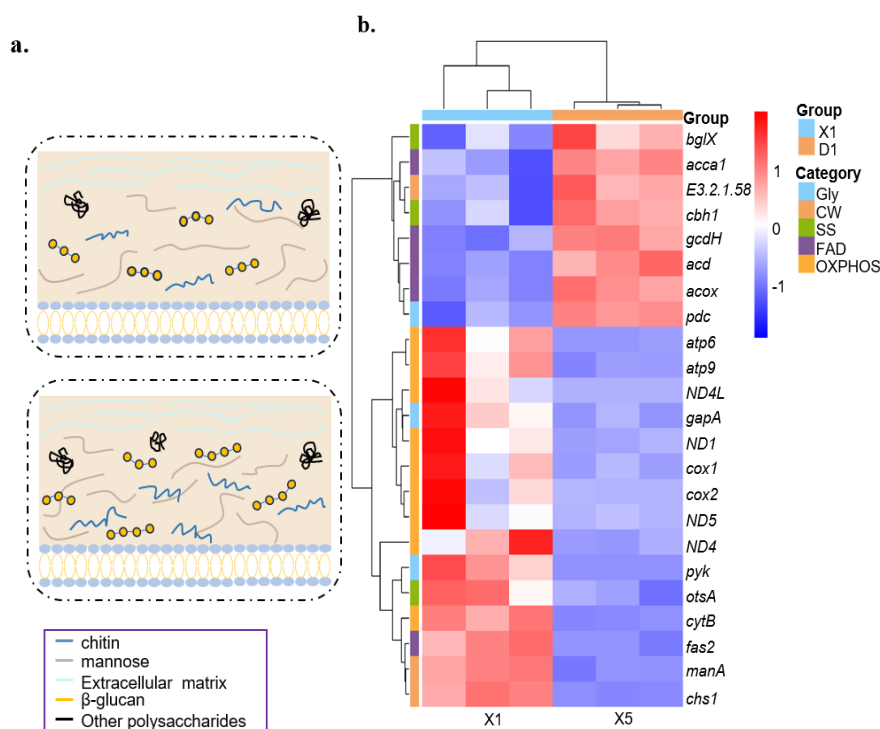 a.
chitin
mannose
Extracellular matrix
β-glucan
Other polysaccharides
b.
Group
bglX
acca1
E3.2.1.58
cbh1
gcdH
acd
acox
pdc
atp6
atp9
ND4L
gapA
ND1
cox1
cox2
ND5
ND4
pyk
otsA
cytB
fas2
manA
chs1
X1
X5
1
0
-1
Group
X1
D1
Category
Gly
CW
SS
FAD
OXPHOS